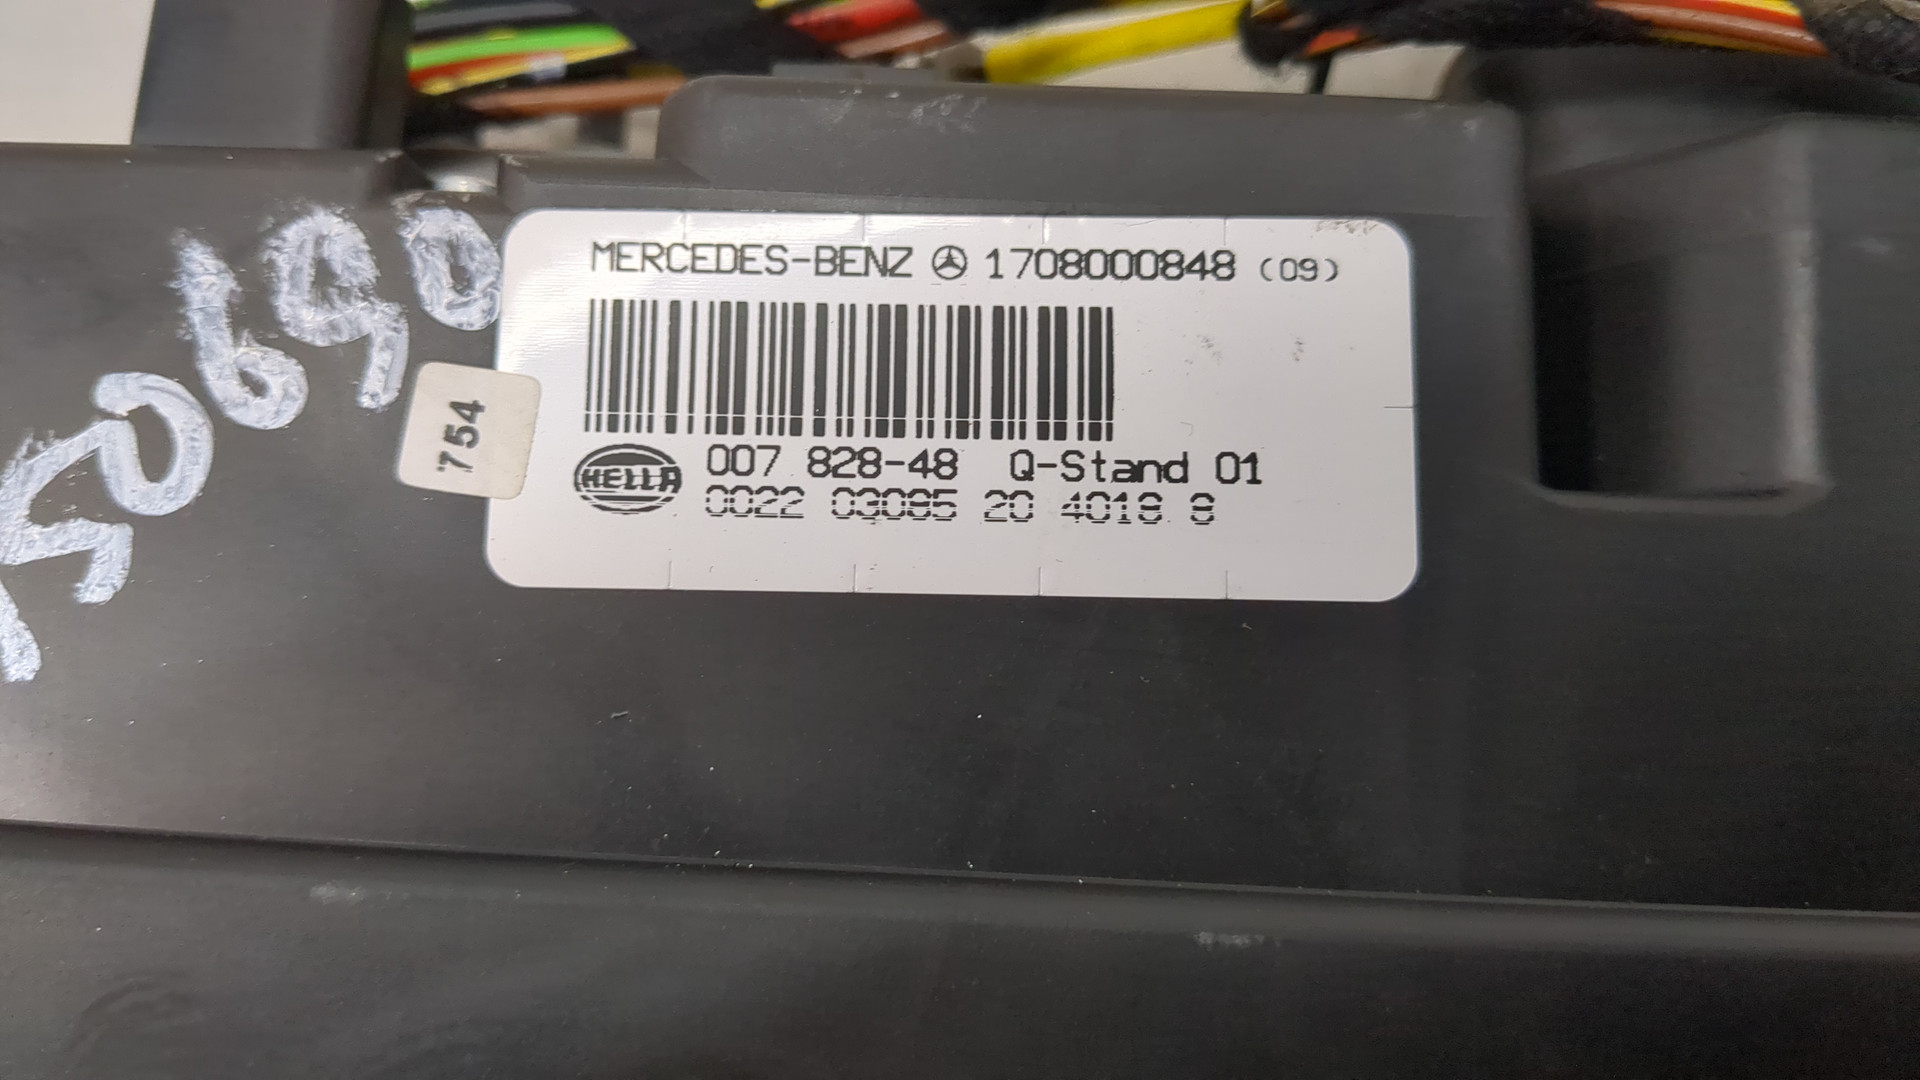 MERCEDES-BENZ 1708000848 (09)
754
HELLA
007 828-48 Q-Stand 01
0022 03085 20 4018 8